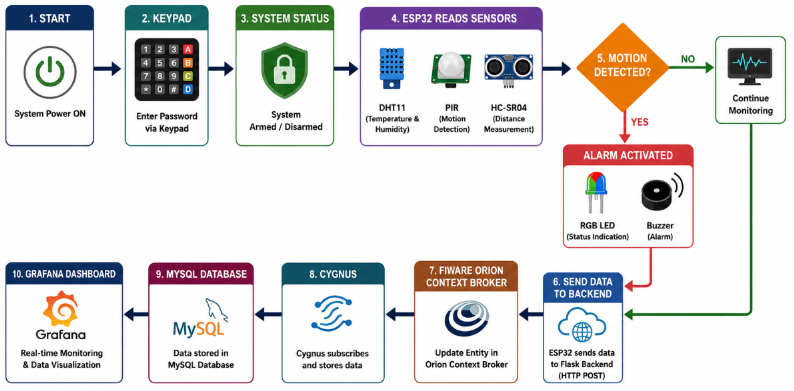 1. START
System Power ON
2. KEYPAD
1 2 3 A
4 5 6 B
7 8 9 C
* 0 # D
Enter Password
via Keypad
3. SYSTEM STATUS
System
Armed / Disarmed
4. ESP32 READS SENSORS
DHT11
(Temperature &
Humidity)
PIR
(Motion
Detection)
HC-SR04
(Distance
Measurement)
5. MOTION
DETECTED?
NO
YES
Continue
Monitoring
ALARM ACTIVATED
RGB LED
(Status Indication)
Buzzer
(Alarm)
6. SEND DATA
TO BACKEND
ESP32 sends data
to Flask Backend
(HTTP POST)
7. FIWARE ORION
CONTEXT BROKER
Update Entity in
Orion Context Broker
8. CYGNUS
Cygnus subscribes
and stores data
9. MYSQL DATABASE
MySQL
Data stored in
MySQL Database
10. GRAFANA DASHBOARD
Grafana
Real-time Monitoring
& Data Visualization